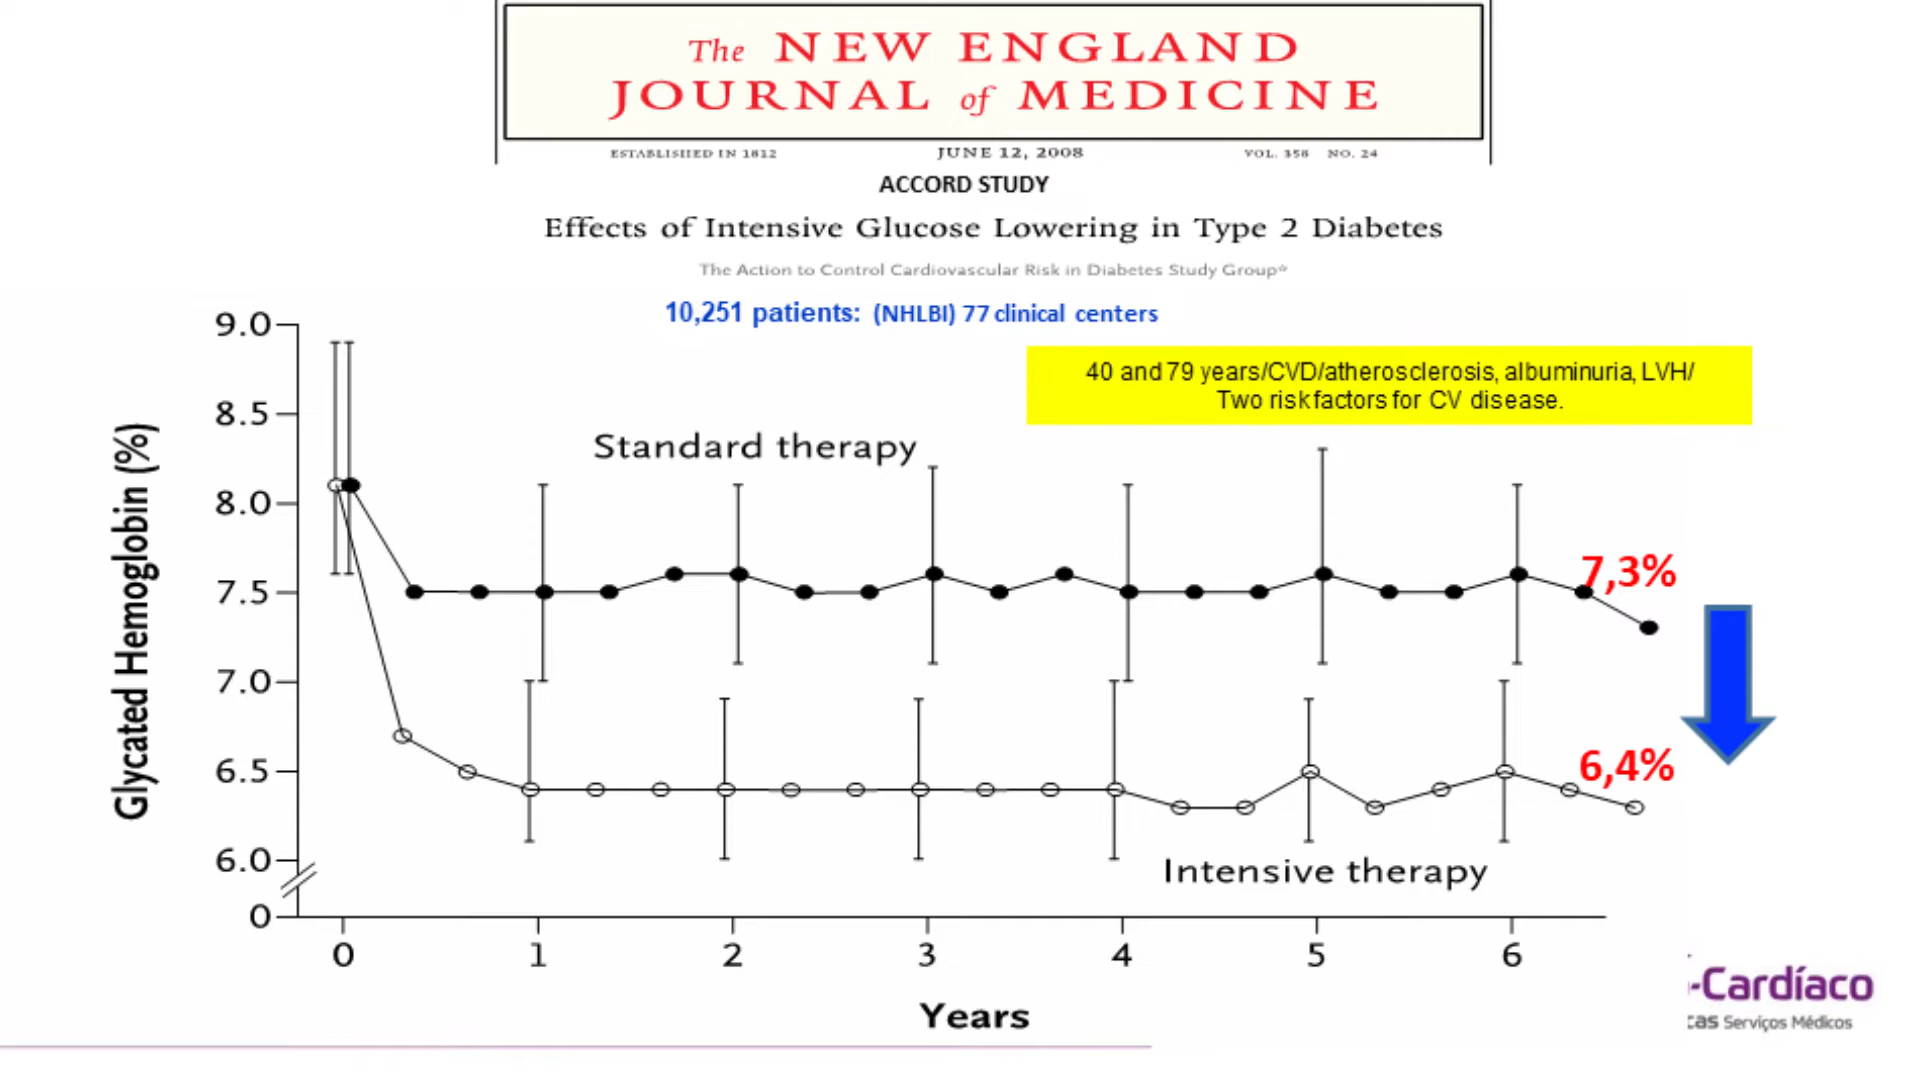 The NEW ENGLAND
JOURNAL of MEDICINE
ESTABLISHED IN 1812 JUNE 12, 2008 VOL. 358 NO. 24
ACCORD STUDY
Effects of Intensive Glucose Lowering in Type 2 Diabetes
The Action to Control Cardiovascular Risk in Diabetes Study Group*
10,251 patients: (NHLBI) 77 clinical centers
40 and 79 years/CVD/atherosclerosis, albuminuria, LVH/
Two risk factors for CV disease.
Glycated Hemoglobin (%)
9.0
8.5
8.0
7.5
7.0
6.5
6.0
0
Standard therapy
7,3%
6,4%
Intensive therapy
0 1 2 3 4 5 6
Years
-Cardíaco
cas Serviços Médicos